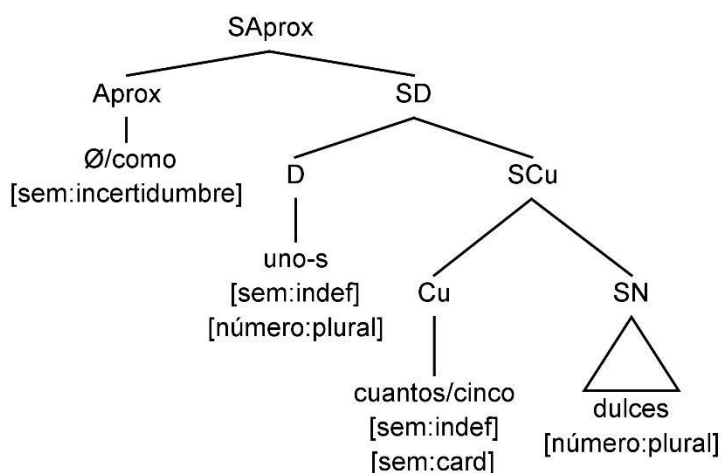 SAprox
Aprox SD
Ø/como
[sem:incertidumbre]
D SCu
uno-s
[sem:indef]
[número:plural]
Cu SN
cuantos/cinco
[sem:indef]
[sem:card]
dulces
[número:plural]